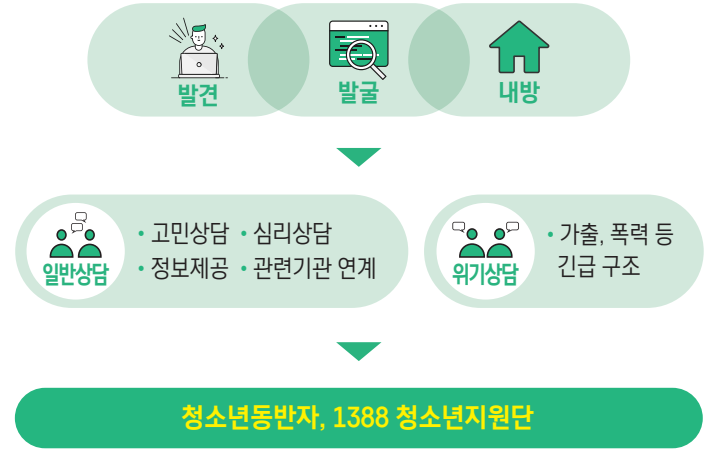 발견
발굴
내방
일반상담
• 고민상담 • 심리상담
• 정보제공 • 관련기관 연계
위기상담
• 가출, 폭력 등
긴급 구조
청소년동반자, 1388 청소년지원단